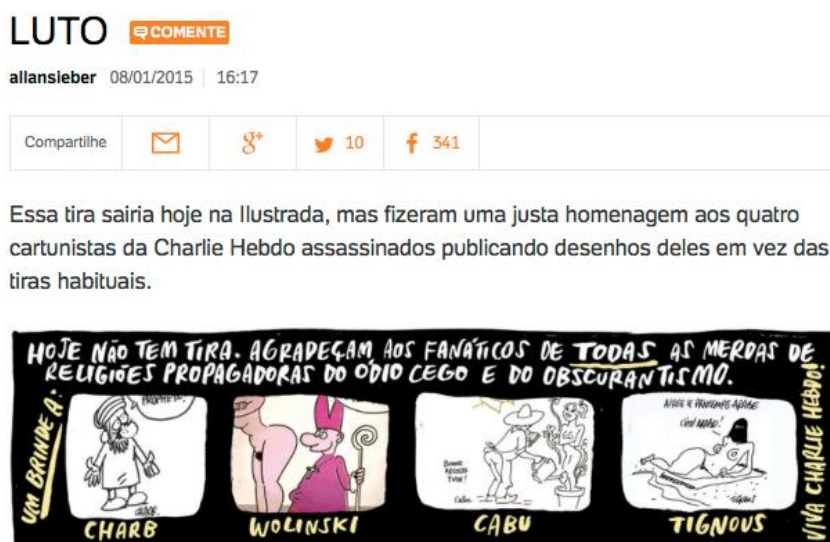 LUTO COMENTE
allansieber 08/01/2015 16:17
Compartilhe 10 341
Essa tira sairia hoje na Ilustrada, mas fizeram uma justa homenagem aos quatro
cartunistas da Charlie Hebdo assassinados publicando desenhos deles em vez das
tiras habituais.
HOJE NÃO TEM TIRA. AGRADEÇAM AOS FANÁTICOS DE TODAS AS MERDAS DE
RELIGIÕES PROPAGADORAS DO ÓDIO CEGO E DO OBSCURANTISMO.
UM BRINDE A:
CHARB
WOLINSKI
CABU
TIGNOUS
VIVA CHARLIE HEBDO!